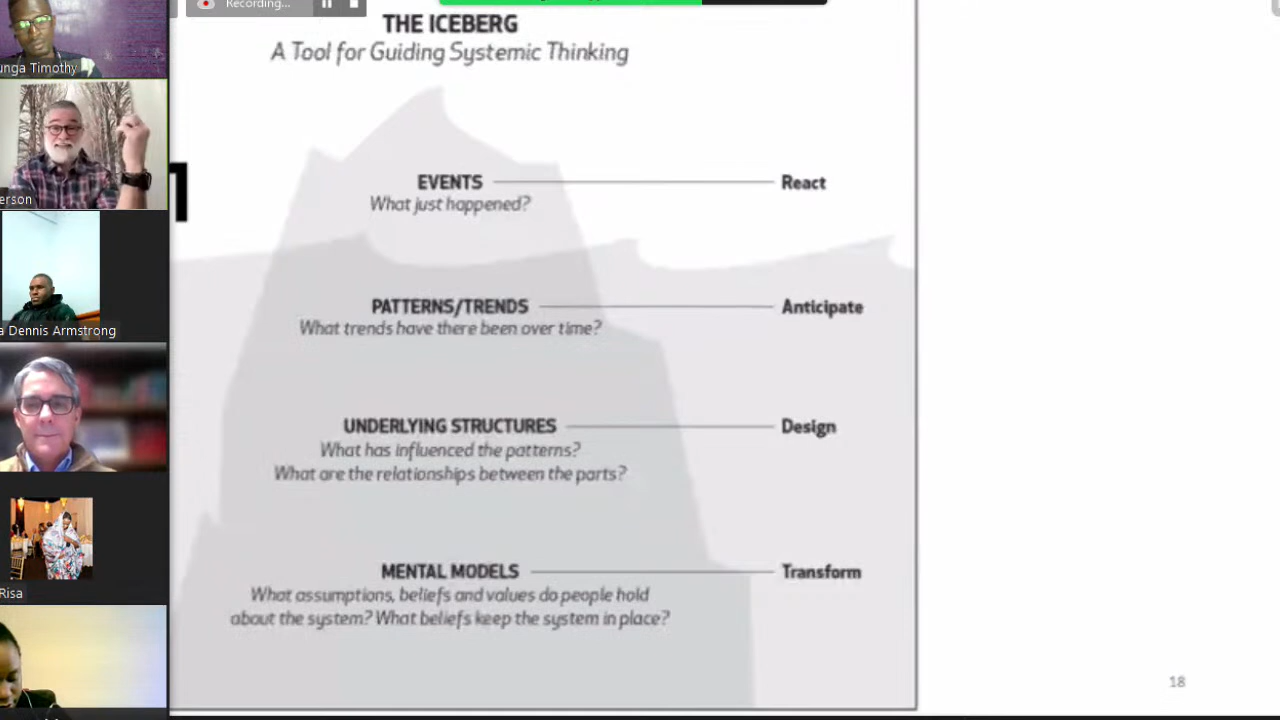 Recording...
THE ICEBERG
A Tool for Guiding Systemic Thinking
unga Timothy
EVENTS
React
What just happened?
erson
PATTERNS/TRENDS
Anticipate
What trends have there been over time?
a Dennis Armstrong
UNDERLYING STRUCTURES
Design
What has influenced the patterns?
What are the relationships between the parts?
MENTAL MODELS
Transform
What assumptions, beliefs and values do people hold
about the system? What beliefs keep the system in place?
Risa
18